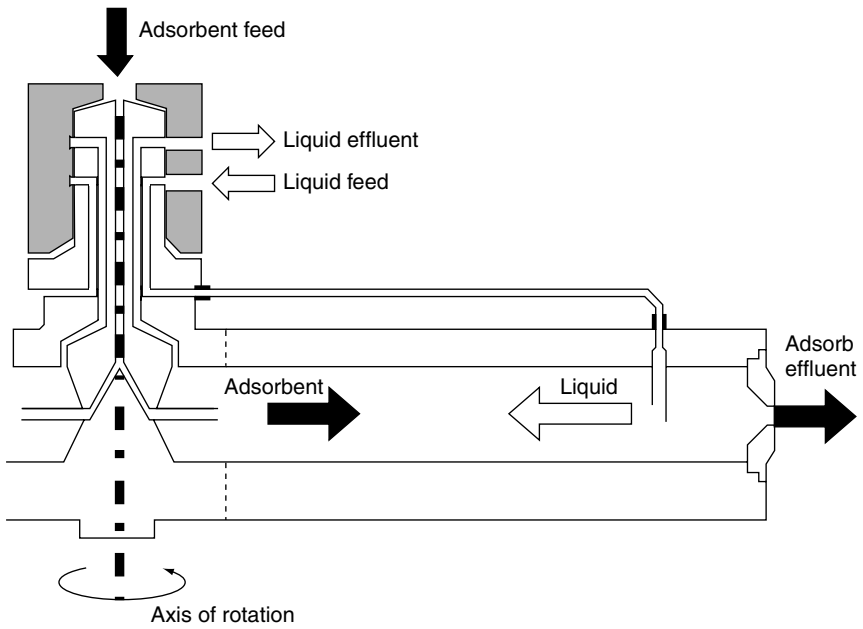 Adsorbent feed
Liquid effluent
Liquid feed
Adsorbent
Liquid
Adsorb
effluent
Axis of rotation